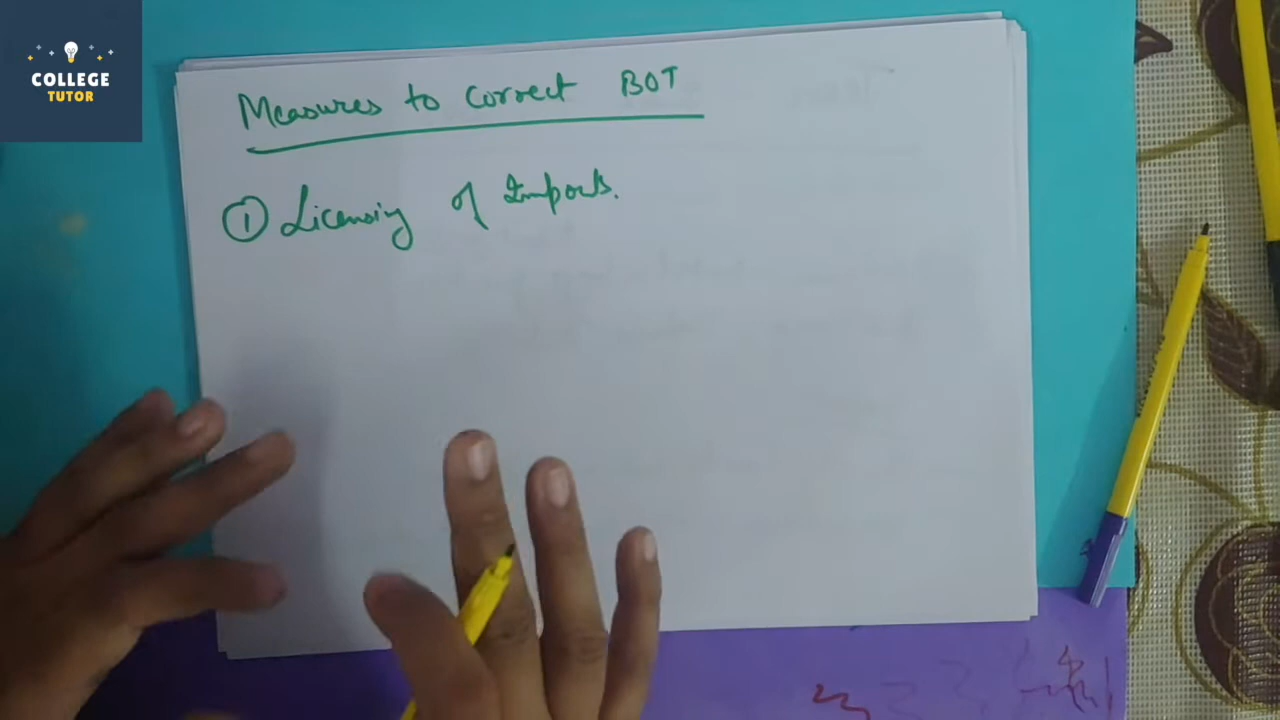 COLLEGE
TUTOR
Measures to correct BOT
① Licensing of Imports.